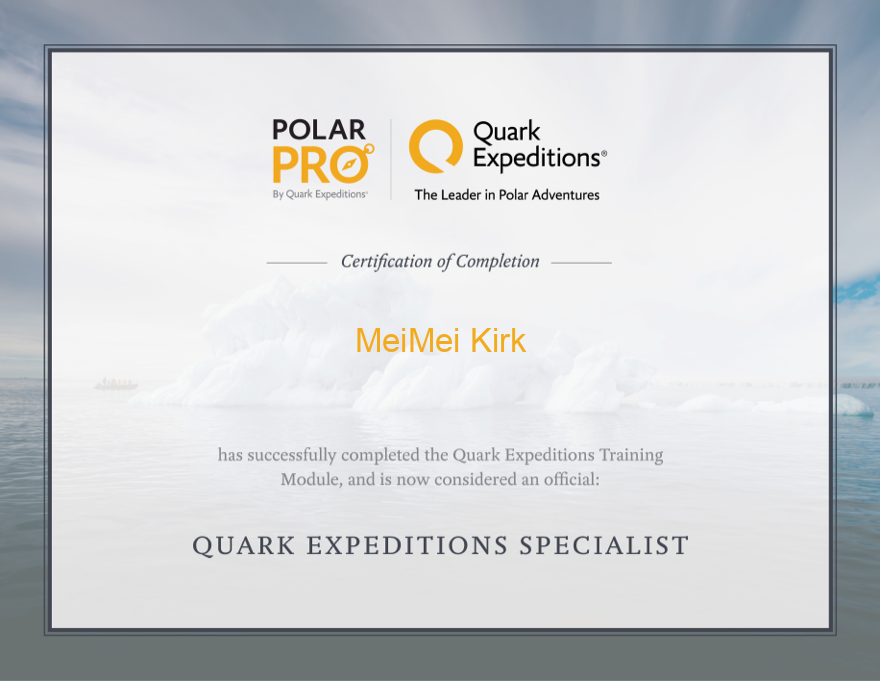 POLAR
PRO
By Quark Expeditions®
Quark
Expeditions®
The Leader in Polar Adventures
Certification of Completion
MeiMei Kirk
has successfully completed the Quark Expeditions Training
Module, and is now considered an official:
QUARK EXPEDITIONS SPECIALIST